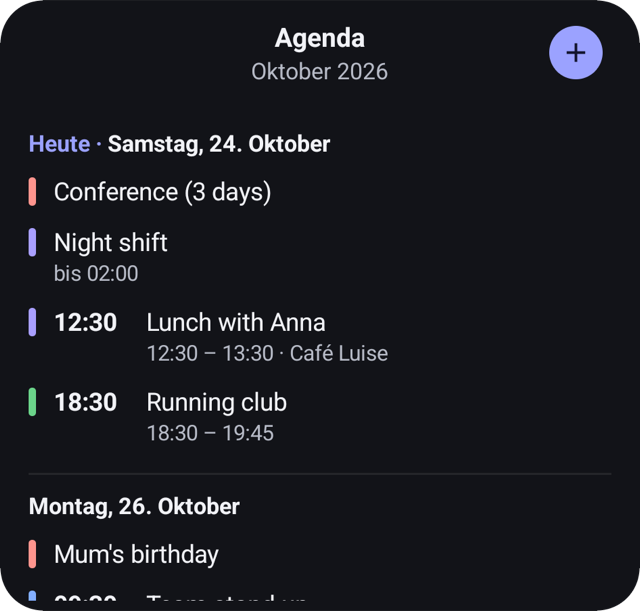 Agenda
Oktober 2026
Heute · Samstag, 24. Oktober
Conference (3 days)
Night shift
bis 02:00
12:30 Lunch with Anna
12:30 – 13:30 · Café Luise
18:30 Running club
18:30 – 19:45
Montag, 26. Oktober
Mum's birthday